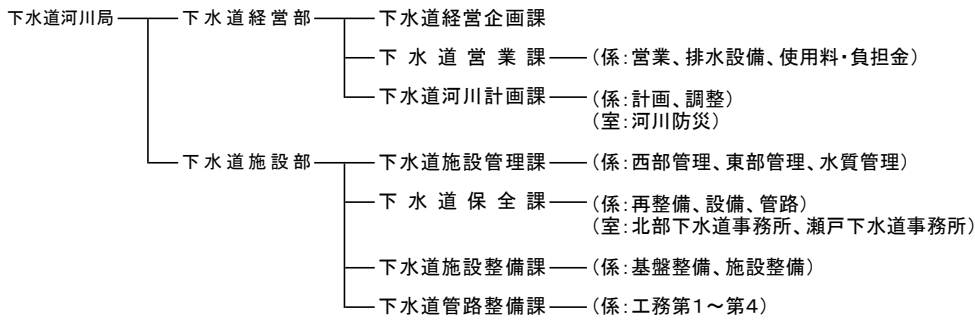 下水道河川局 下水道経営部 下水道経営企画課
下水道営業課 (係:営業、排水設備、使用料・負担金)
下水道河川計画課 (係:計画、調整)
(室:河川防災)
下水道施設部 下水道施設管理課 (係:西部管理、東部管理、水質管理)
下水道保全課 (係:再整備、設備、管路)
(室:北部下水道事務所、瀬戸下水道事務所)
下水道施設整備課 (係:基盤整備、施設整備)
下水道管路整備課 (係:工務第1~第4)